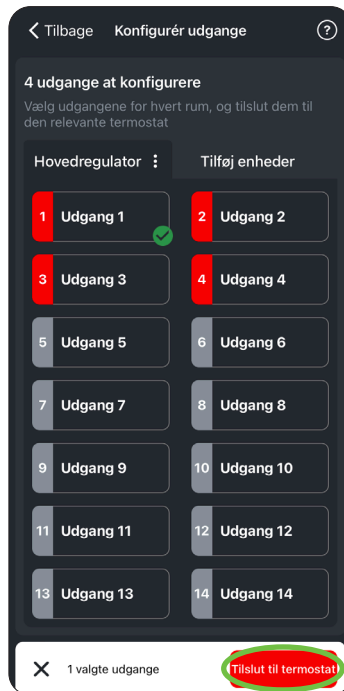 Tilbage Konfigurér udgange ?
4 udgange at konfigurere
Vælg udgangene for hvert rum, og tilslut dem til
den relevante termostat
Hovedregulator Tilføj enheder
1 Udgang 1 2 Udgang 2
3 Udgang 3 4 Udgang 4
5 Udgang 5 6 Udgang 6
7 Udgang 7 8 Udgang 8
9 Udgang 9 10 Udgang 10
11 Udgang 11 12 Udgang 12
13 Udgang 13 14 Udgang 14
1 valgte udgange Tilslut til termostat